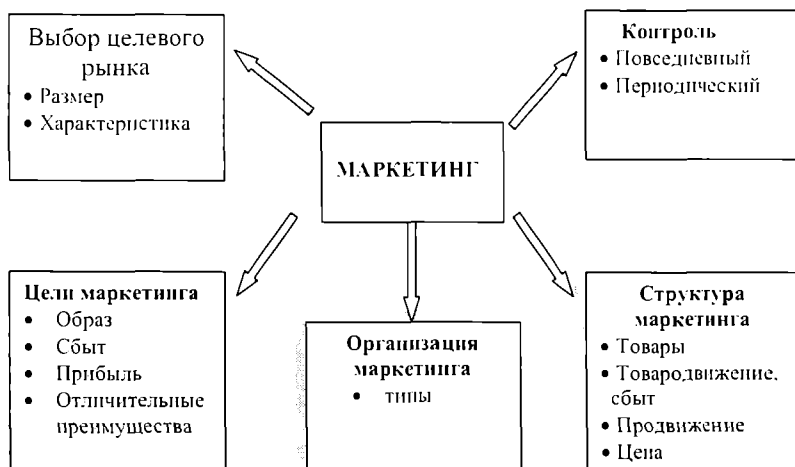 Выбор целевого
рынка
• Размер
• Характеристика
Контроль
• Повседневный
• Периодический
МАРКЕТИНГ
Цели маркетинга
• Образ
• Сбыт
• Прибыль
• Отличительные
преимущества
Организация
маркетинга
• типы
Структура
маркетинга
• Товары
• Товародвижение,
сбыт
• Продвижение
• Цена